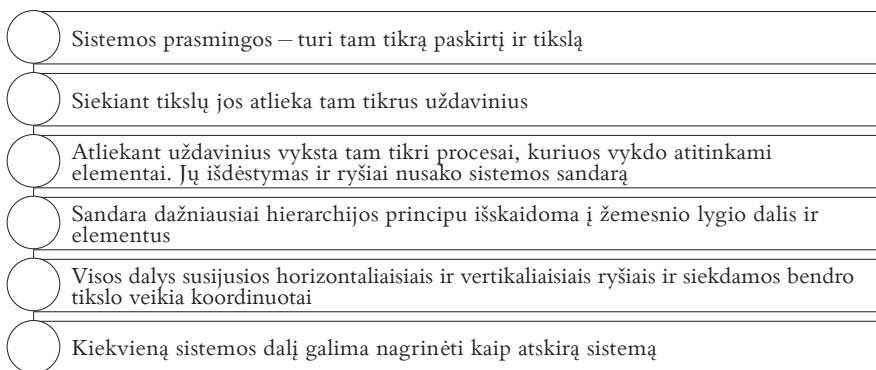 Sistemos prasmingos – turi tam tikrą paskirtį ir tikslą
Siekiant tikslų jos atlieka tam tikrus uždavinius
Atliekant uždavinius vyksta tam tikri procesai, kuriuos vykdo atitinkami
elementai. Jų išdėstymas ir ryšiai nusako sistemos sandarą
Sandara dažniausiai hierarchijos principu išskaidoma į žemesnio lygio dalis ir
elementus
Visos dalys susijusios horizontaliaisiais ir vertikaliaisiais ryšiais ir siekdamos bendro
tikslo veikia koordinuotai
Kiekvieną sistemos dalį galima nagrinėti kaip atskirą sistemą